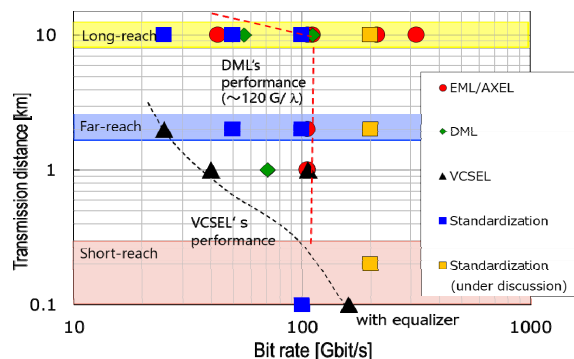 Transmission distance [km]
10
1
0.1
Long-reach
Far-reach
Short-reach
DML's
performance
(～120 G/ λ)
VCSEL' s
performance
with equalizer
EML/AXEL
DML
VCSEL
Standardization
Standardization
(under discussion)
10
100
1000
Bit rate [Gbit/s]